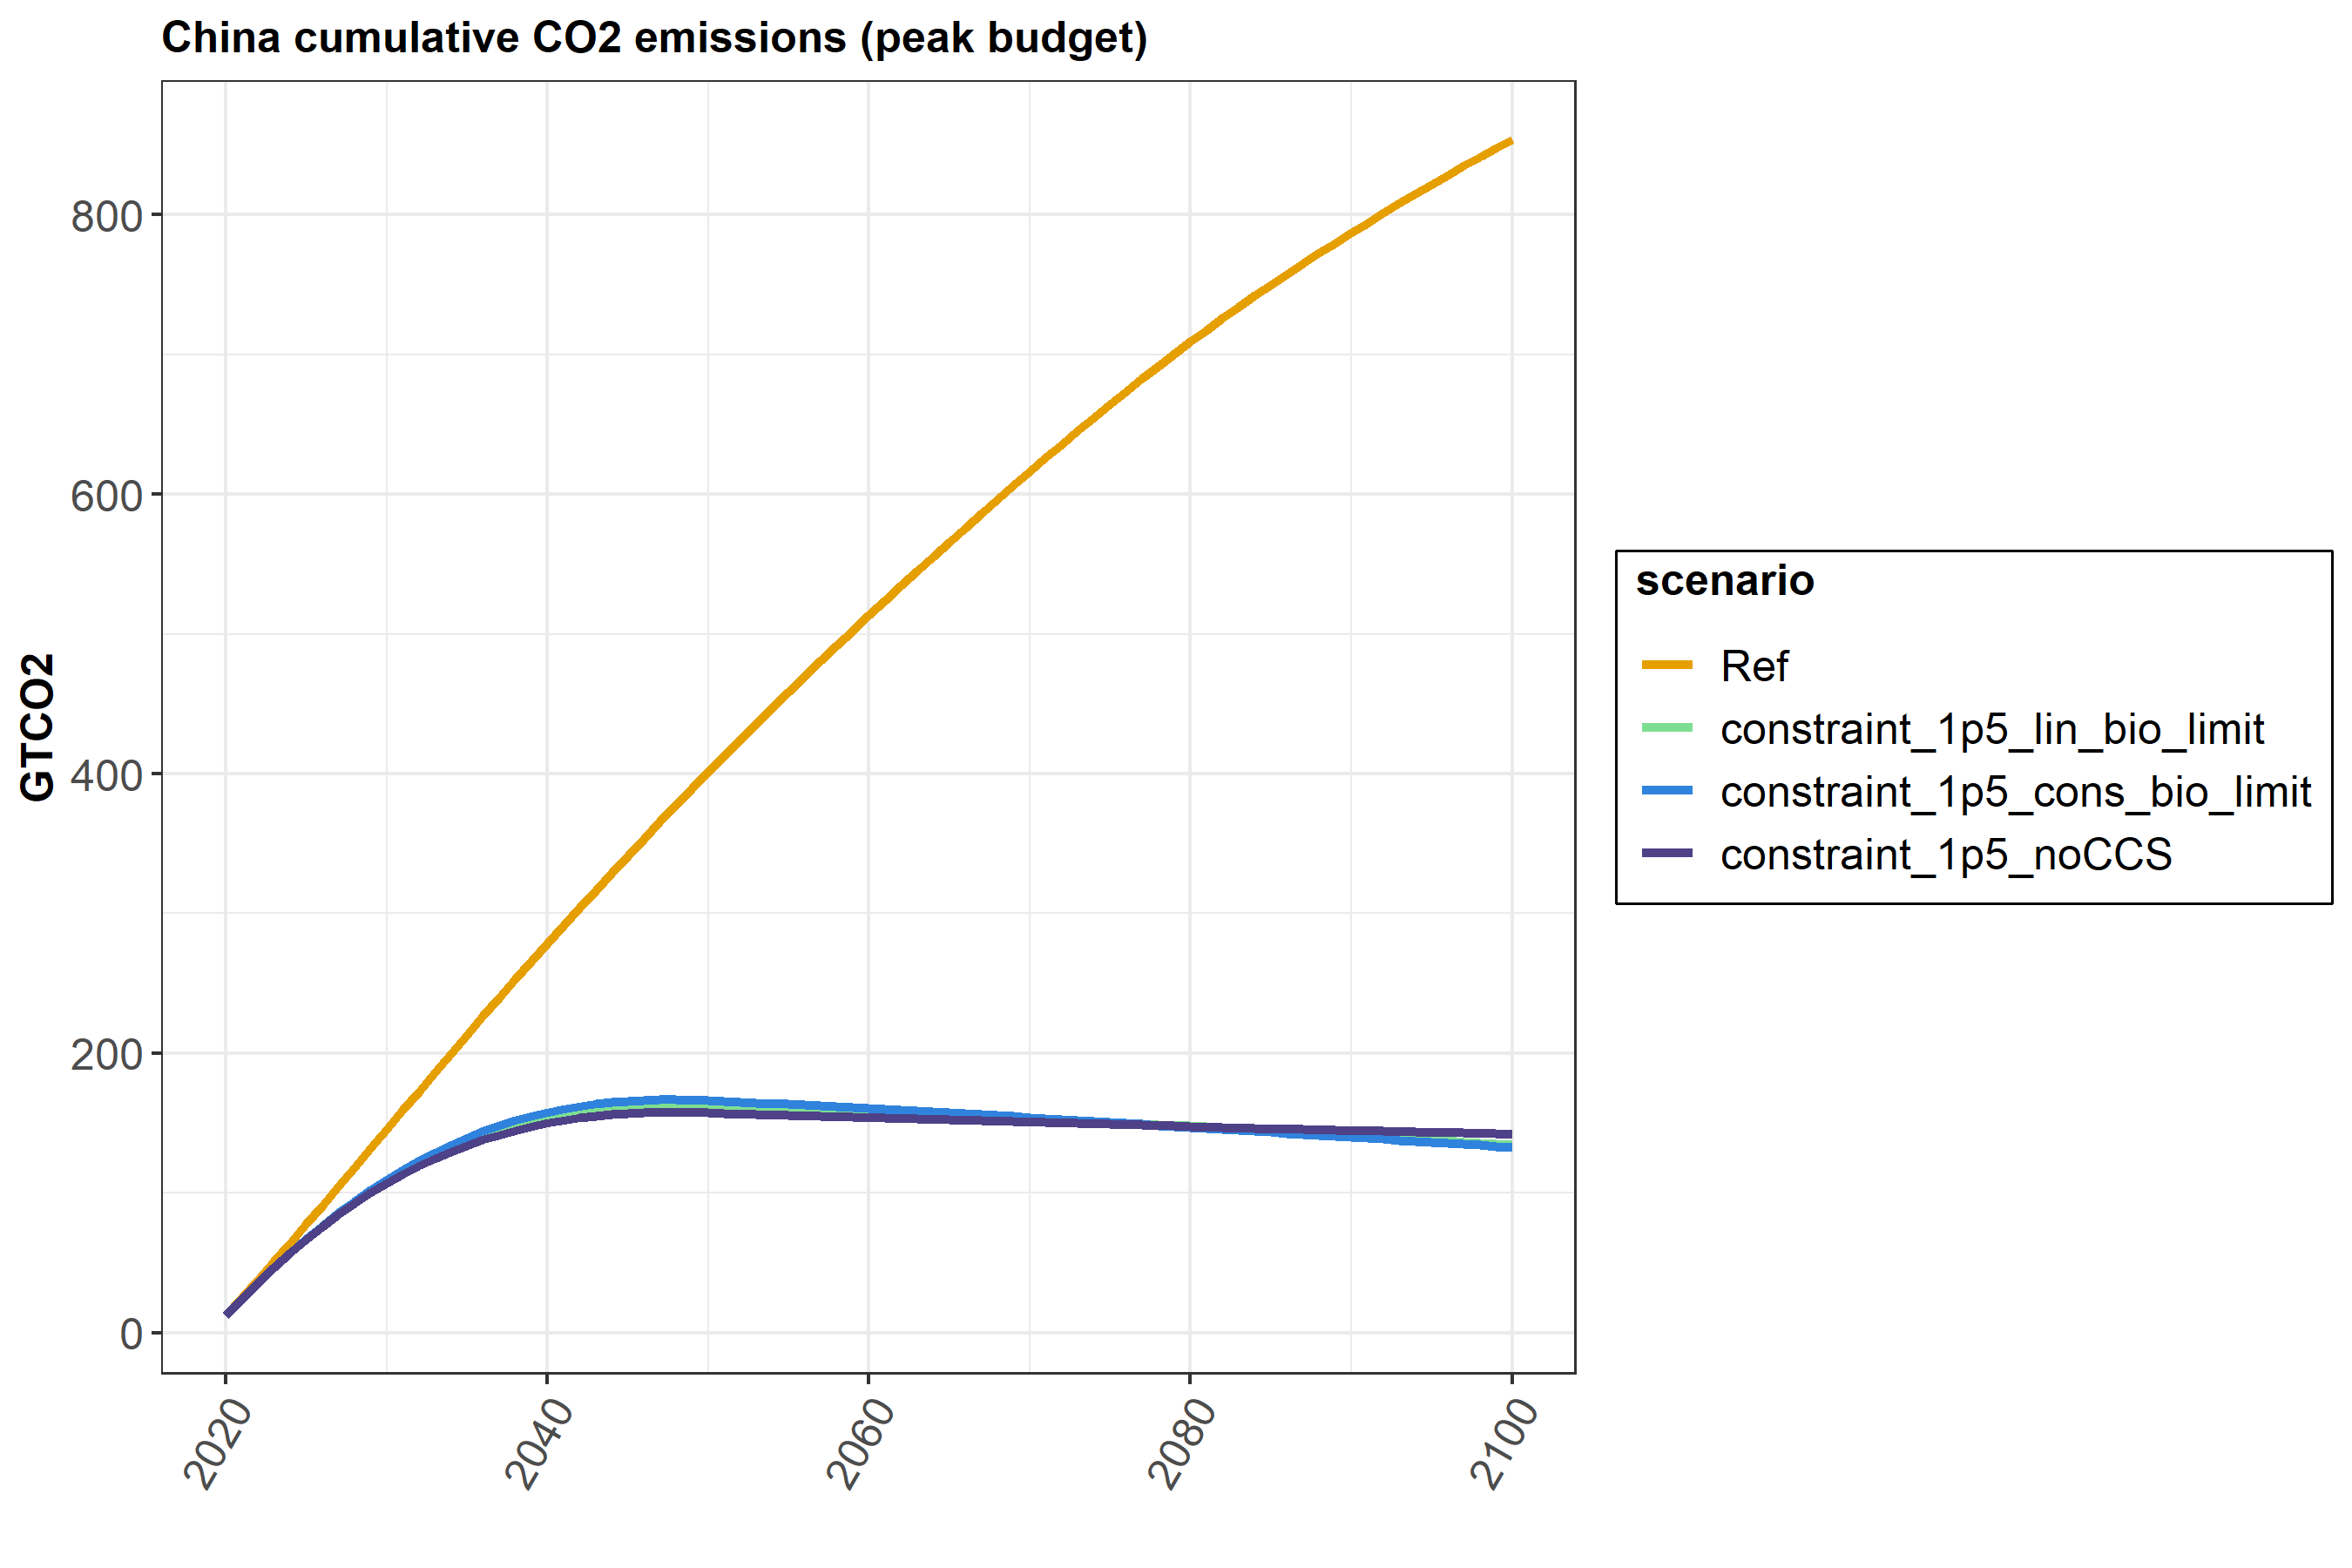 China cumulative CO2 emissions (peak budget)
GTCO2
800
600
400
200
0
2020
2040
2060
2080
2100
scenario
Ref
constraint_1p5_lin_bio_limit
constraint_1p5_cons_bio_limit
constraint_1p5_noCCS